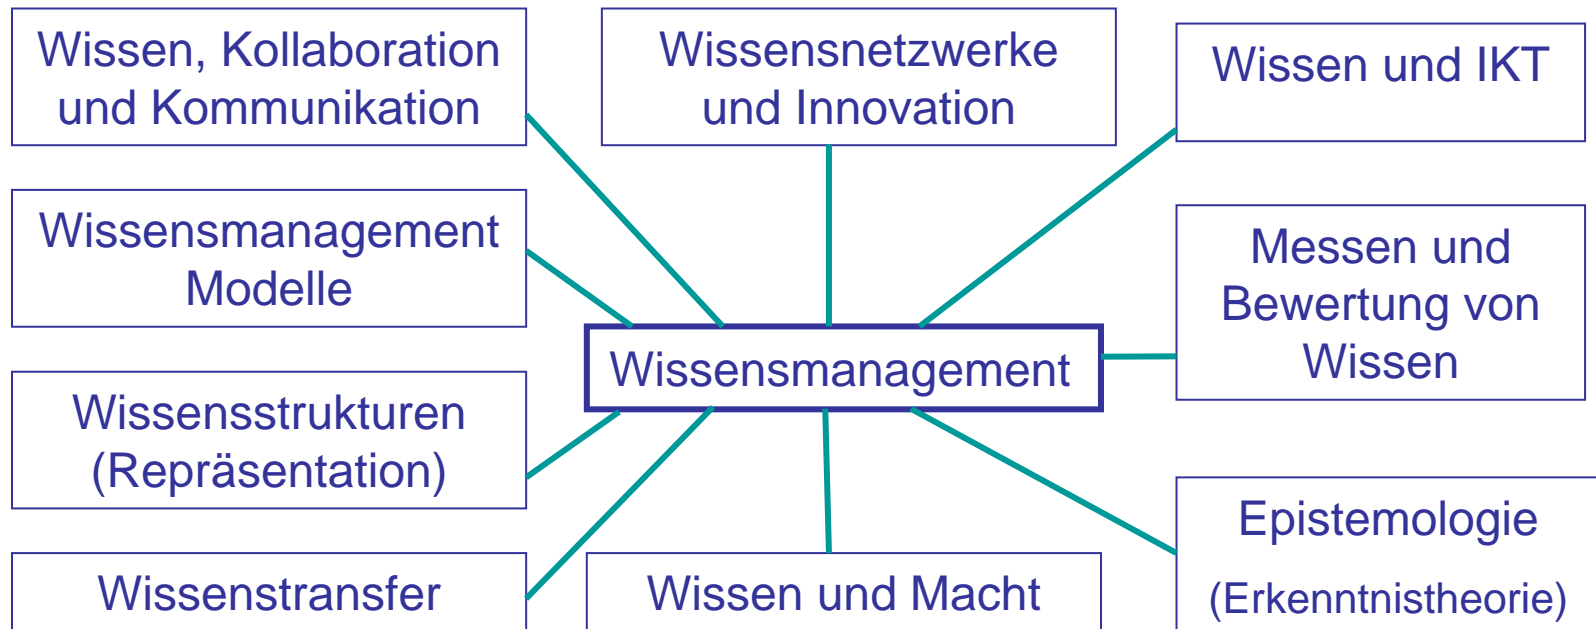 Wissen, Kollaboration
und Kommunikation
Wissensnetzwerke
und Innovation
Wissen und IKT
Wissensmanagement
Modelle
Messen und
Bewertung von
Wissen
Wissensmanagement
Wissensstrukturen
(Repräsentation)
Epistemologie
(Erkenntnistheorie)
Wissenstransfer
Wissen und Macht